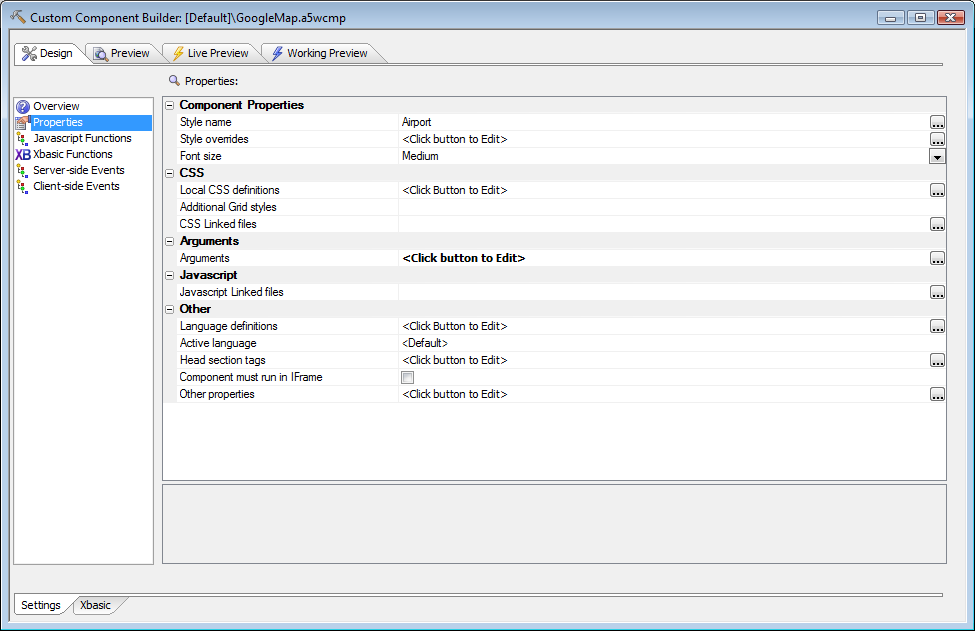 Custom Component Builder: [Default]\GoogleMap.a5wcmp
Design Preview Live Preview Working Preview
Properties:
Overview
Properties
Javascript Functions
XB Xbasic Functions
Server-side Events
Client-side Events
Component Properties
Style name Airport ...
Style overrides <Click button to Edit> ...
Font size Medium
CSS
Local CSS definitions <Click Button to Edit> ...
Additional Grid styles
CSS Linked files ...
Arguments
Arguments <Click button to Edit> ...
Javascript
Javascript Linked files ...
Other
Language definitions <Click Button to Edit> ...
Active language <Default>
Head section tags <Click button to Edit> ...
Component must run in IFrame
Other properties <Click button to Edit> ...
Settings Xbasic